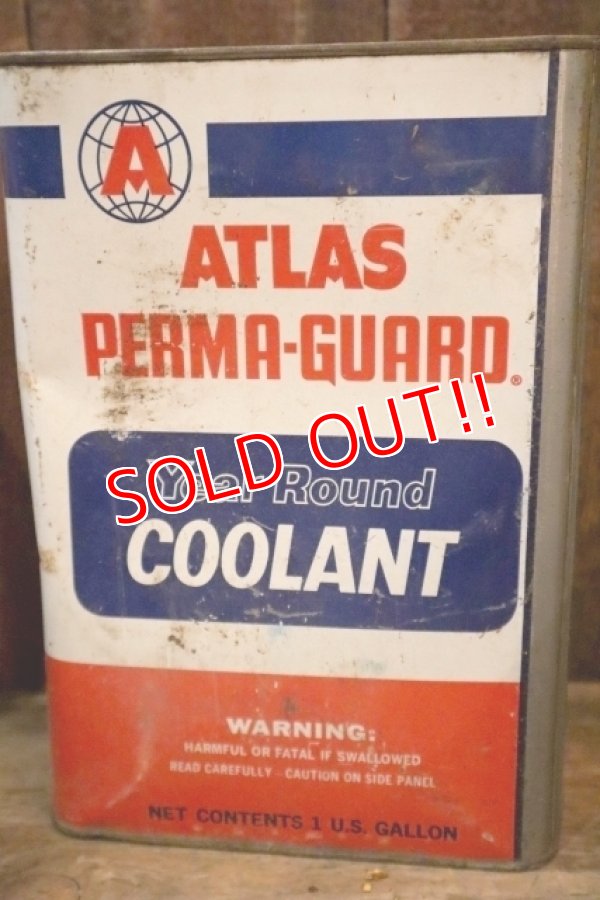 A
ATLAS
PERMA-GUARD®
SOLD OUT!!
Year Round
COOLANT
WARNING:
HARMFUL OR FATAL IF SWALLOWED
READ CAREFULLY - CAUTION ON SIDE PANEL
NET CONTENTS 1 U.S. GALLON